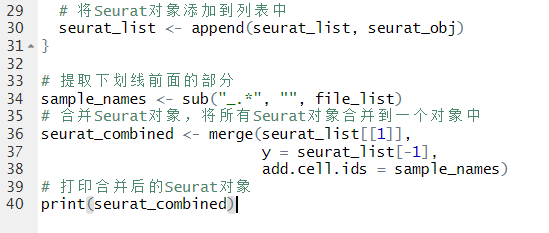 29 # 将Seurat对象添加到列表中
30 seurat_list <- append(seurat_list, seurat_obj)
31 }
32
33 # 提取下划线前面的部分
34 sample_names <- sub("_.*", "", file_list)
35 # 合并Seurat对象，将所有Seurat对象合并到一个对象中
36 seurat_combined <- merge(seurat_list[[1]],
37 y = seurat_list[-1],
38 add.cell.ids = sample_names)
39 # 打印合并后的Seurat对象
40 print(seurat_combined)